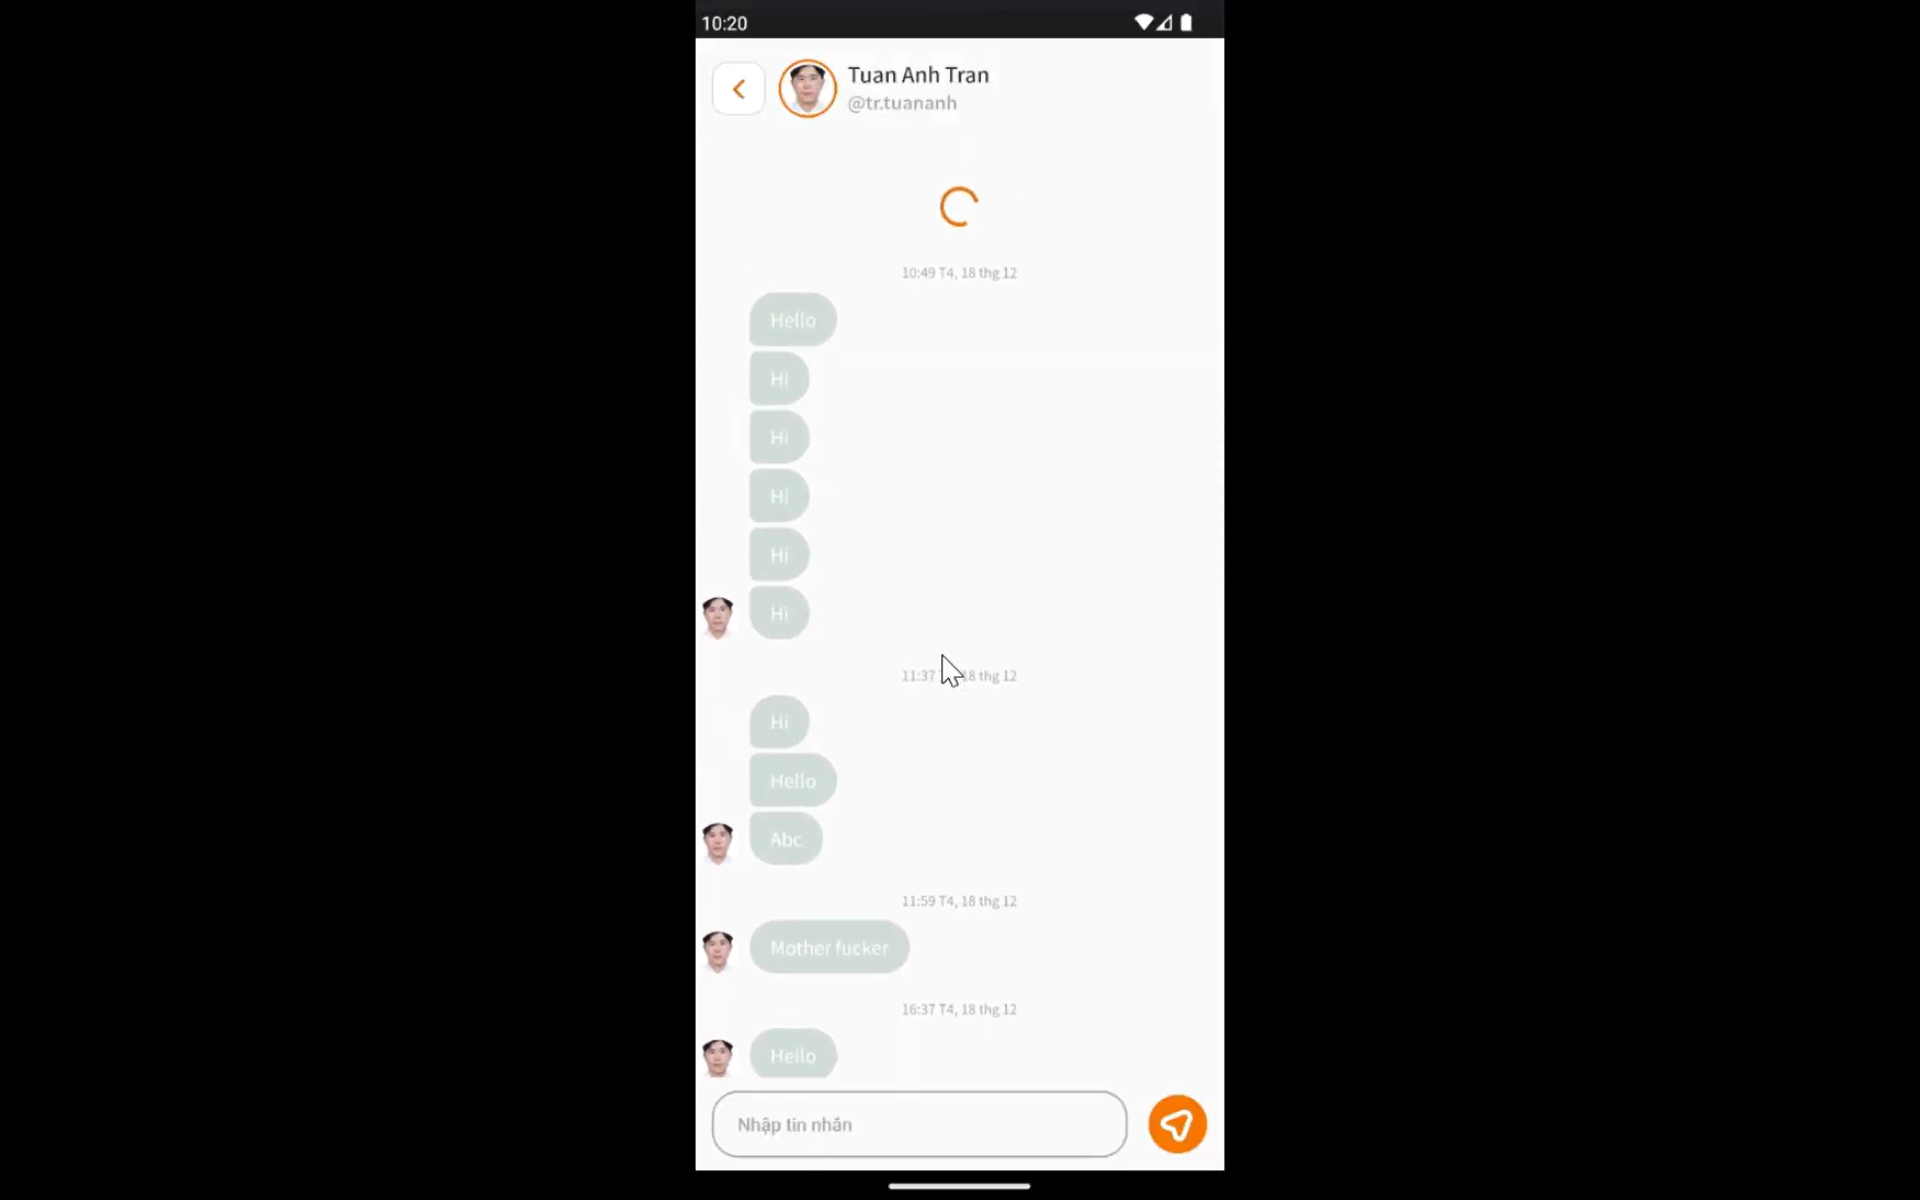 10:20
Tuan Anh Tran
@tr.tuananh
10:49 T4, 18 thg 12
Hello
Hi
Hi
Hi
Hi
Hi
11:37 18 thg 12
Hi
Hello
Abc
11:59 T4, 18 thg 12
Mother fucker
16:37 T4, 18 thg 12
Hello
Nhập tin nhắn